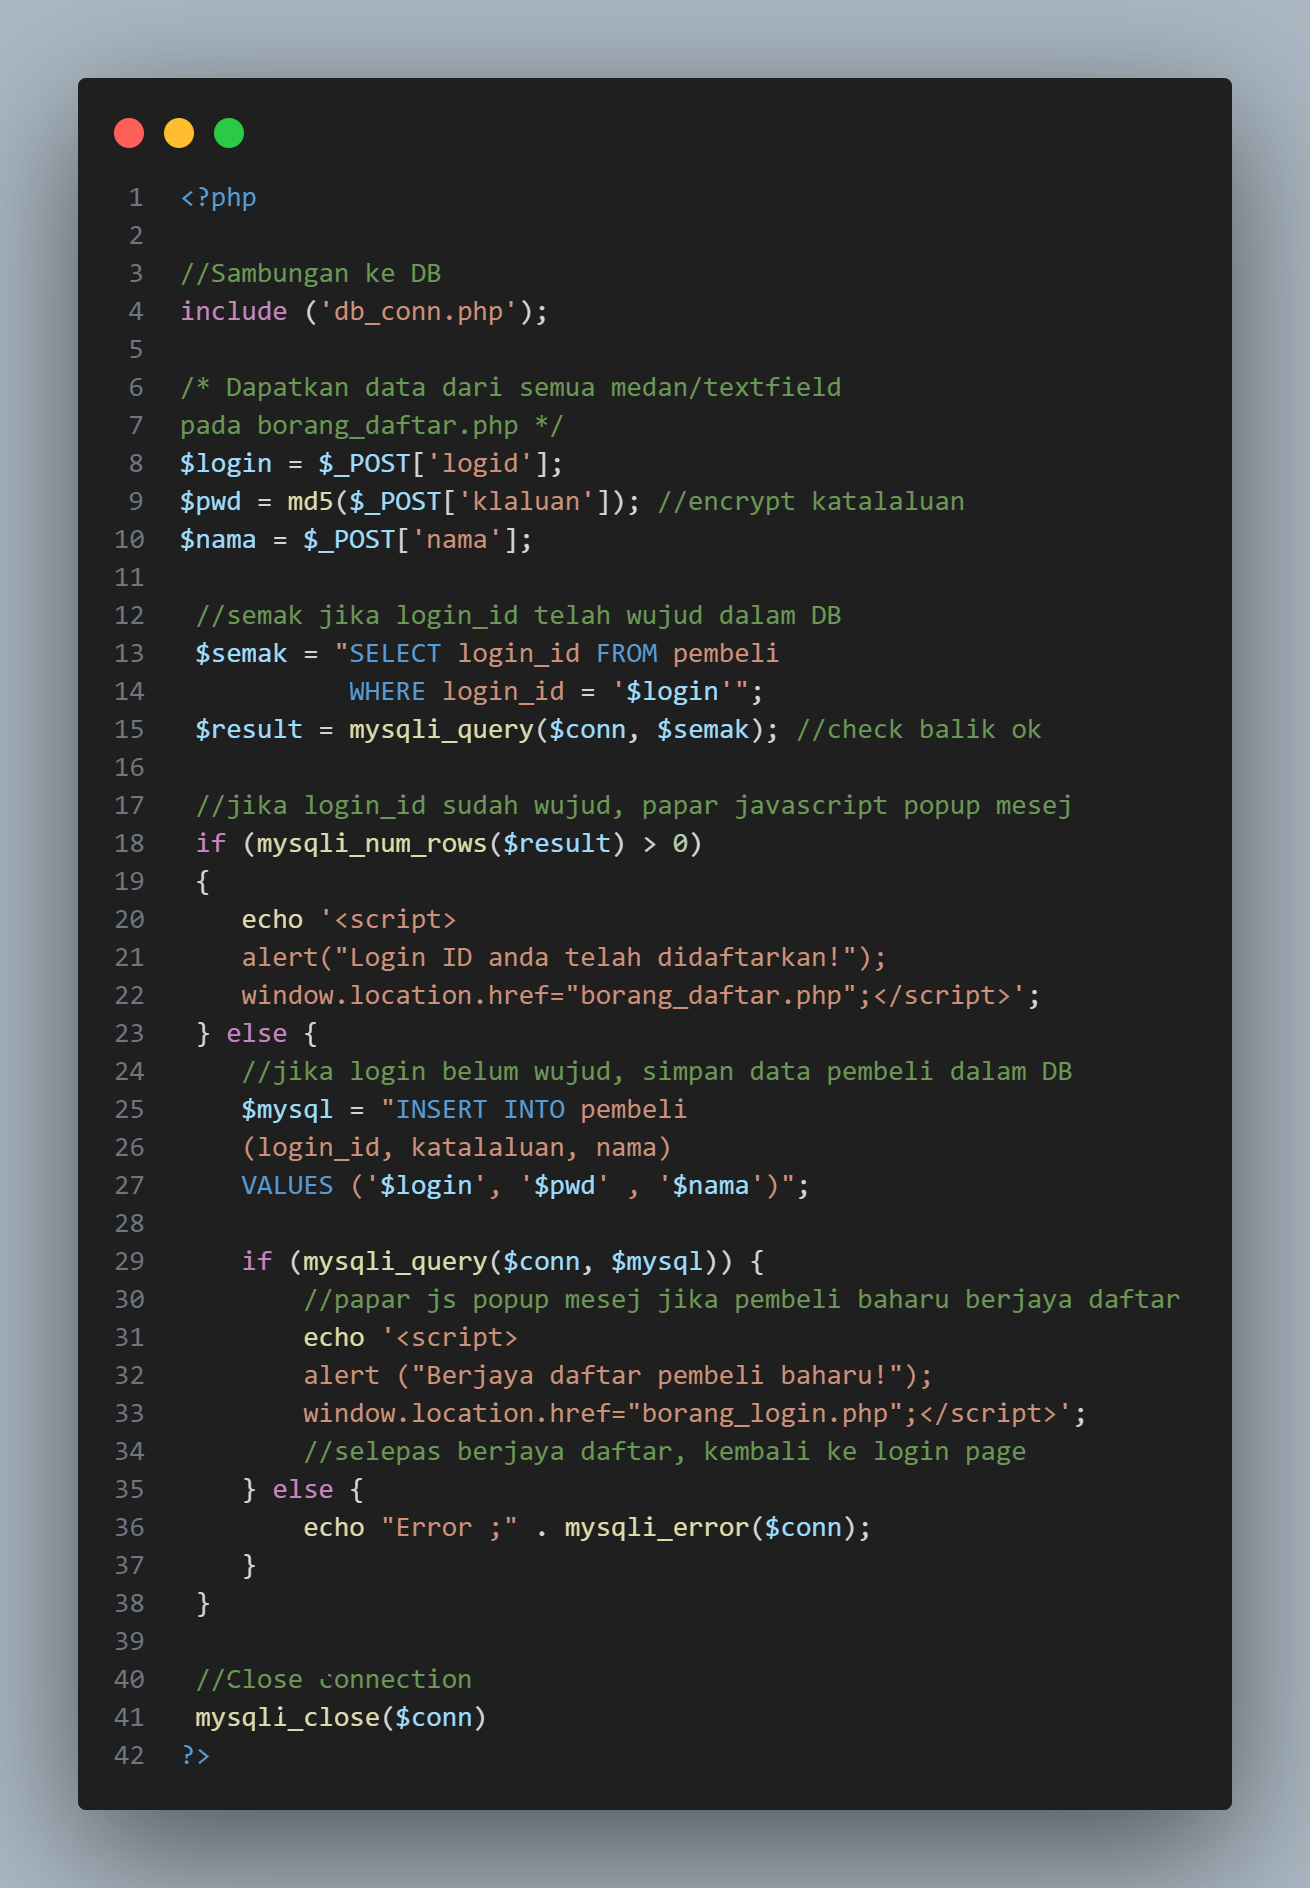 1 <?php
2
3 //Sambungan ke DB
4 include ('db_conn.php');
5
6 /* Dapatkan data dari semua medan/textfield
7 pada borang_daftar.php */
8 $login = $_POST['logid'];
9 $pwd = md5($_POST['klaluan']); //encrypt katalaluan
10 $nama = $_POST['nama'];
11
12 //semak jika login_id telah wujud dalam DB
13 $semak = "SELECT login_id FROM pembeli
14 WHERE login_id = '$login'";
15 $result = mysqli_query($conn, $semak); //check balik ok
16
17 //jika login_id sudah wujud, papar javascript popup mesej
18 if (mysqli_num_rows($result) > 0)
19 {
20 echo '<script>
21 alert("Login ID anda telah didaftarkan!");
22 window.location.href="borang_daftar.php";</script>';
23 } else {
24 //jika login belum wujud, simpan data pembeli dalam DB
25 $mysql = "INSERT INTO pembeli
26 (login_id, katalaluan, nama)
27 VALUES ('$login', '$pwd' , '$nama')";
28
29 if (mysqli_query($conn, $mysql)) {
30 //papar js popup mesej jika pembeli baharu berjaya daftar
31 echo '<script>
32 alert ("Berjaya daftar pembeli baharu!");
33 window.location.href="borang_login.php";</script>';
34 //selepas berjaya daftar, kembali ke login page
35 } else {
36 echo "Error ;" . mysqli_error($conn);
37 }
38 }
39
40 //Close connection
41 mysqli_close($conn)
42 ?>